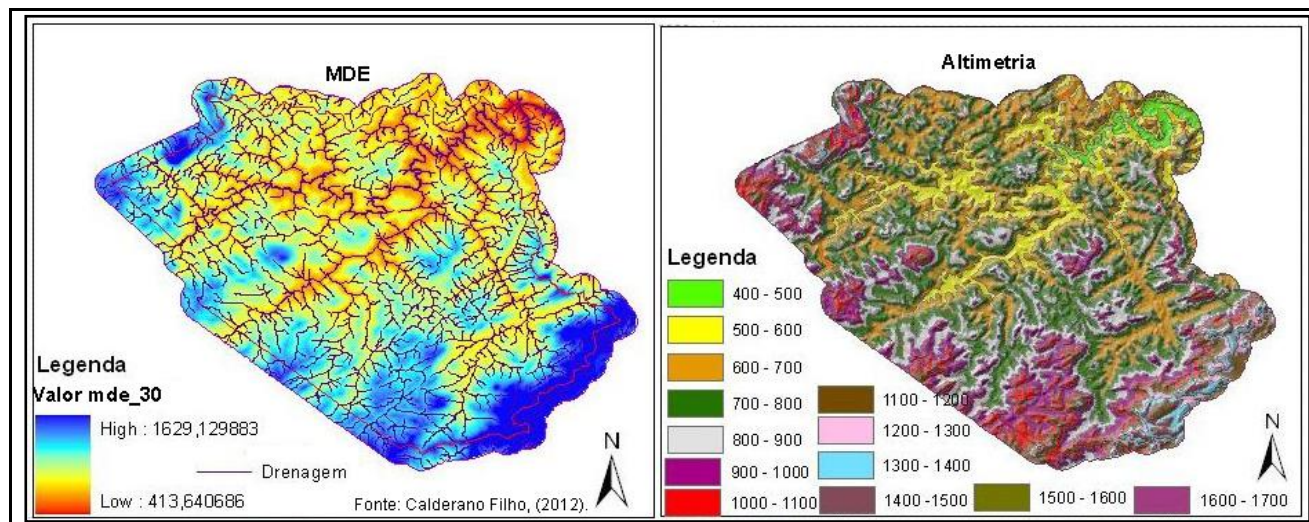 MDE
Legenda
Valor mde_30
High : 1629,129883
Drenagem
Low : 413,640686
Fonte: Calderano Filho, (2012).
N
Altimetria
Legenda
400 - 500
500 - 600
600 - 700
700 - 800
800 - 900
900 - 1000
1000 - 1100
1100 - 1200
1200 - 1300
1300 - 1400
1400 -1500
1500 - 1600
1600 - 1700
N